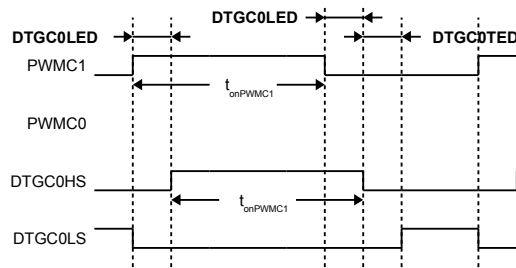 DTGC0LED
DTGC0LED
DTGC0TED
PWMC1
tonPWMC1
PWMC0
DTGC0HS
tonPWMC1
DTGC0LS